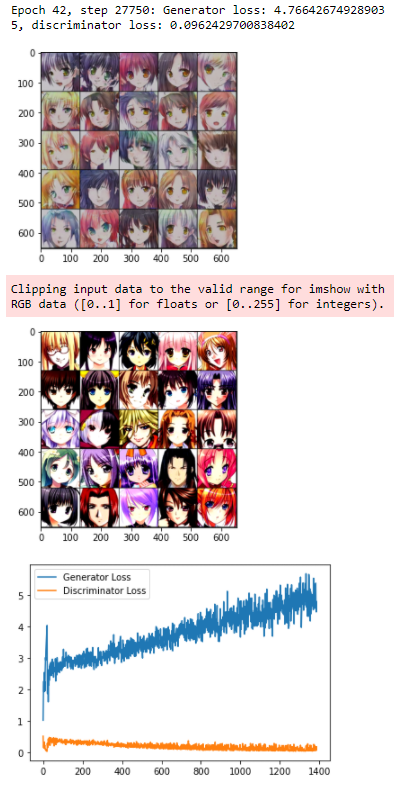 Epoch 42, step 27750: Generator loss: 4.76642674928903
5, discriminator loss: 0.0962429700838402
0
100
200
300
400
500
600
0 100 200 300 400 500 600
Clipping input data to the valid range for imshow with
RGB data ([0..1] for floats or [0..255] for integers).
0
100
200
300
400
500
600
0 100 200 300 400 500 600
Generator Loss
Discriminator Loss
5
4
3
2
1
0
0 200 400 600 800 1000 1200 1400